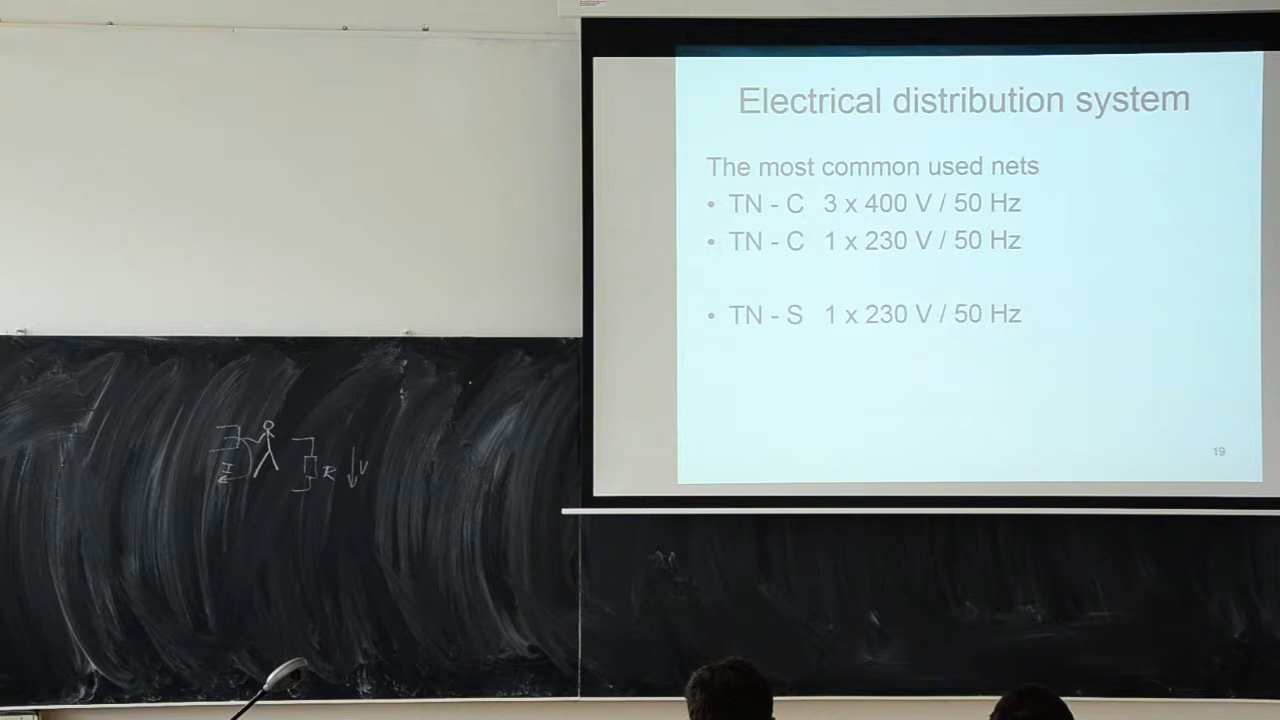 Electrical distribution system
The most common used nets
• TN - C 3 x 400 V / 50 Hz
• TN - C 1 x 230 V / 50 Hz
• TN - S 1 x 230 V / 50 Hz
19
I
R
V